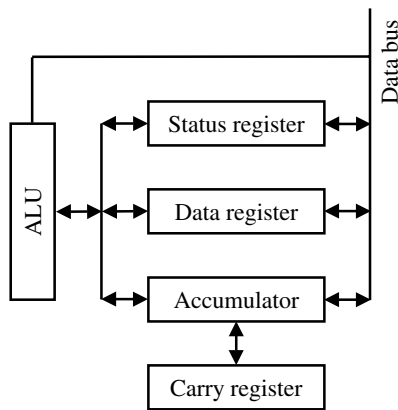 Data bus
Status register
ALU
Data register
Accumulator
Carry register